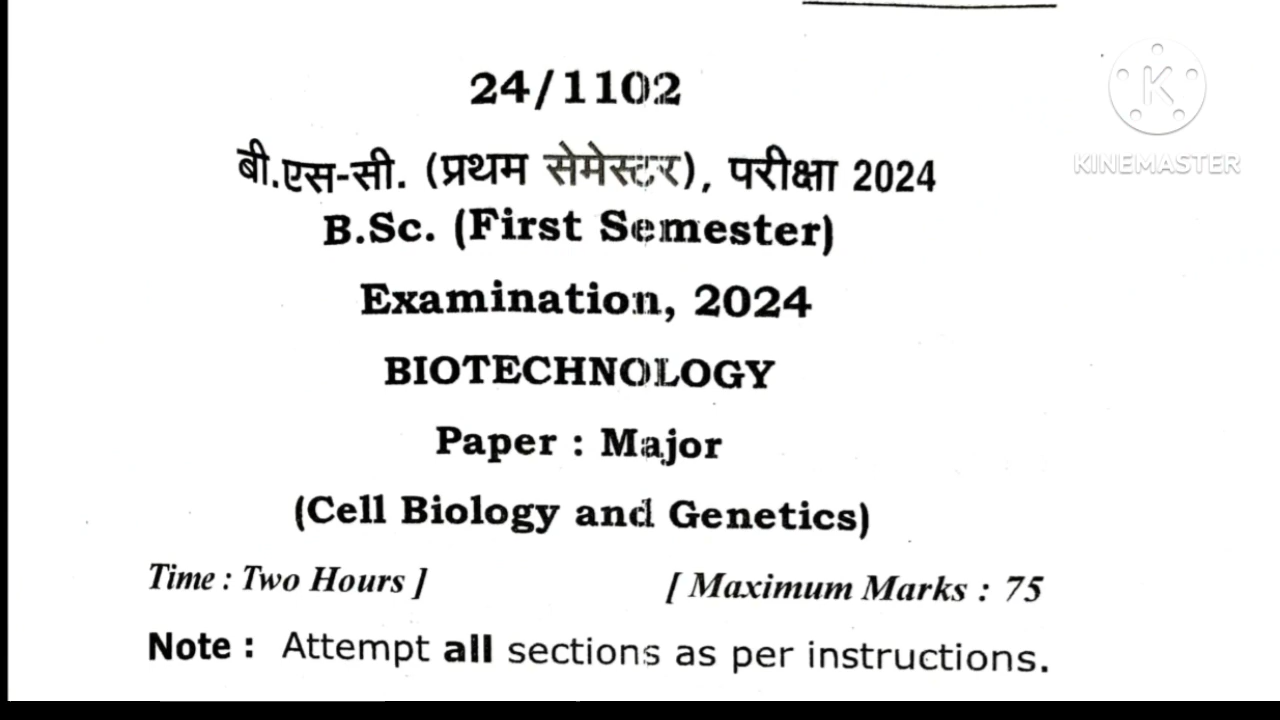 24/1102
KINEMASTER
बी.एस-सी. (प्रथम सेमेस्टर), परीक्षा 2024
B.Sc. (First Semester)
Examination, 2024
BIOTECHNOLOGY
Paper : Major
(Cell Biology and Genetics)
Time : Two Hours ] [ Maximum Marks : 75
Note : Attempt all sections as per instructions.